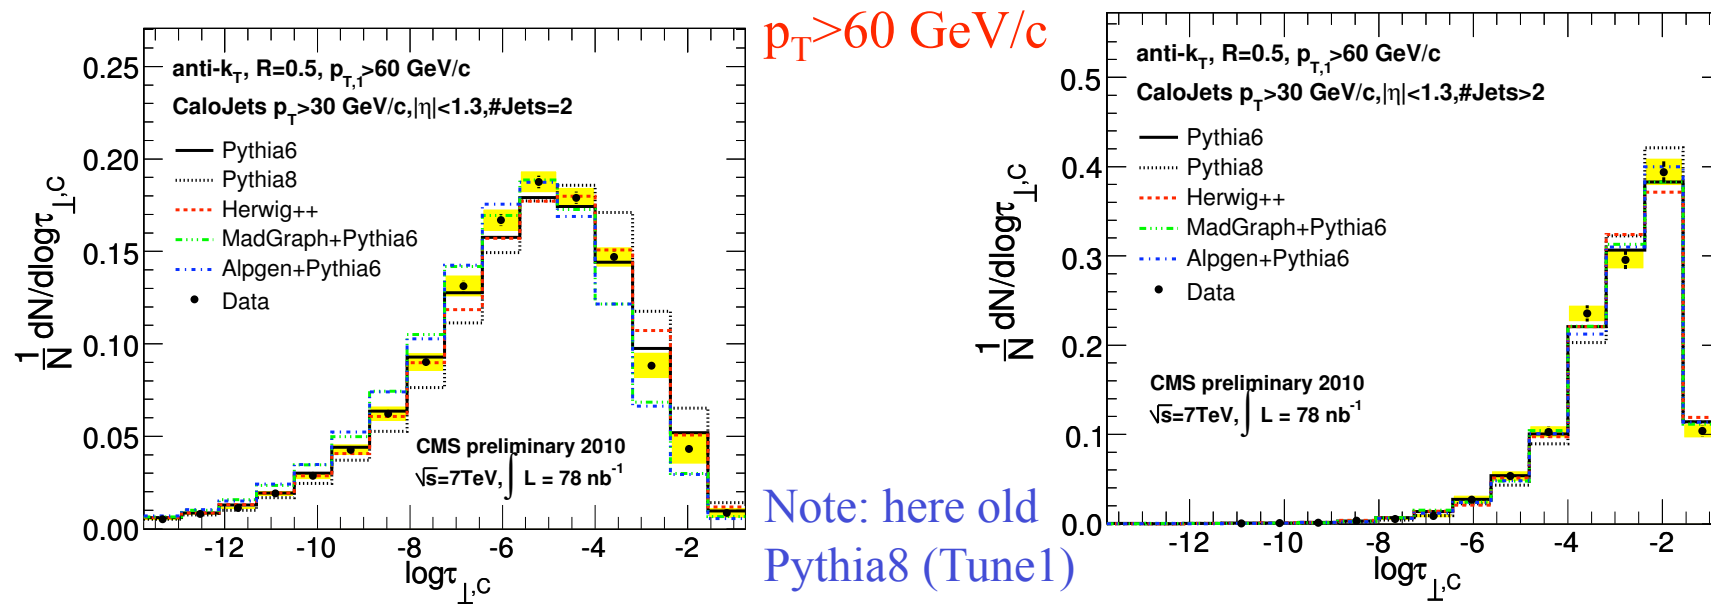 0.25
0.20
0.15
0.10
0.05
0.00
1/N dN/dlogτ⊥,C
anti-kT, R=0.5, pT,1>60 GeV/c
CaloJets pT>30 GeV/c,|η|<1.3,#Jets=2
Pythia6
Pythia8
Herwig++
MadGraph+Pythia6
Alpgen+Pythia6
Data
CMS preliminary 2010
√s=7TeV,∫ L = 78 nb-1
-12 -10 -8 -6 -4 -2
logτ⊥,C
pT>60 GeV/c
Note: here old
Pythia8 (Tune1)
0.5
0.4
0.3
0.2
0.1
0.0
1/N dN/dlogτ⊥,C
anti-kT, R=0.5, pT,1>60 GeV/c
CaloJets pT>30 GeV/c,|η|<1.3,#Jets>2
Pythia6
Pythia8
Herwig++
MadGraph+Pythia6
Alpgen+Pythia6
Data
CMS preliminary 2010
√s=7TeV,∫ L = 78 nb-1
-12 -10 -8 -6 -4 -2
logτ⊥,C